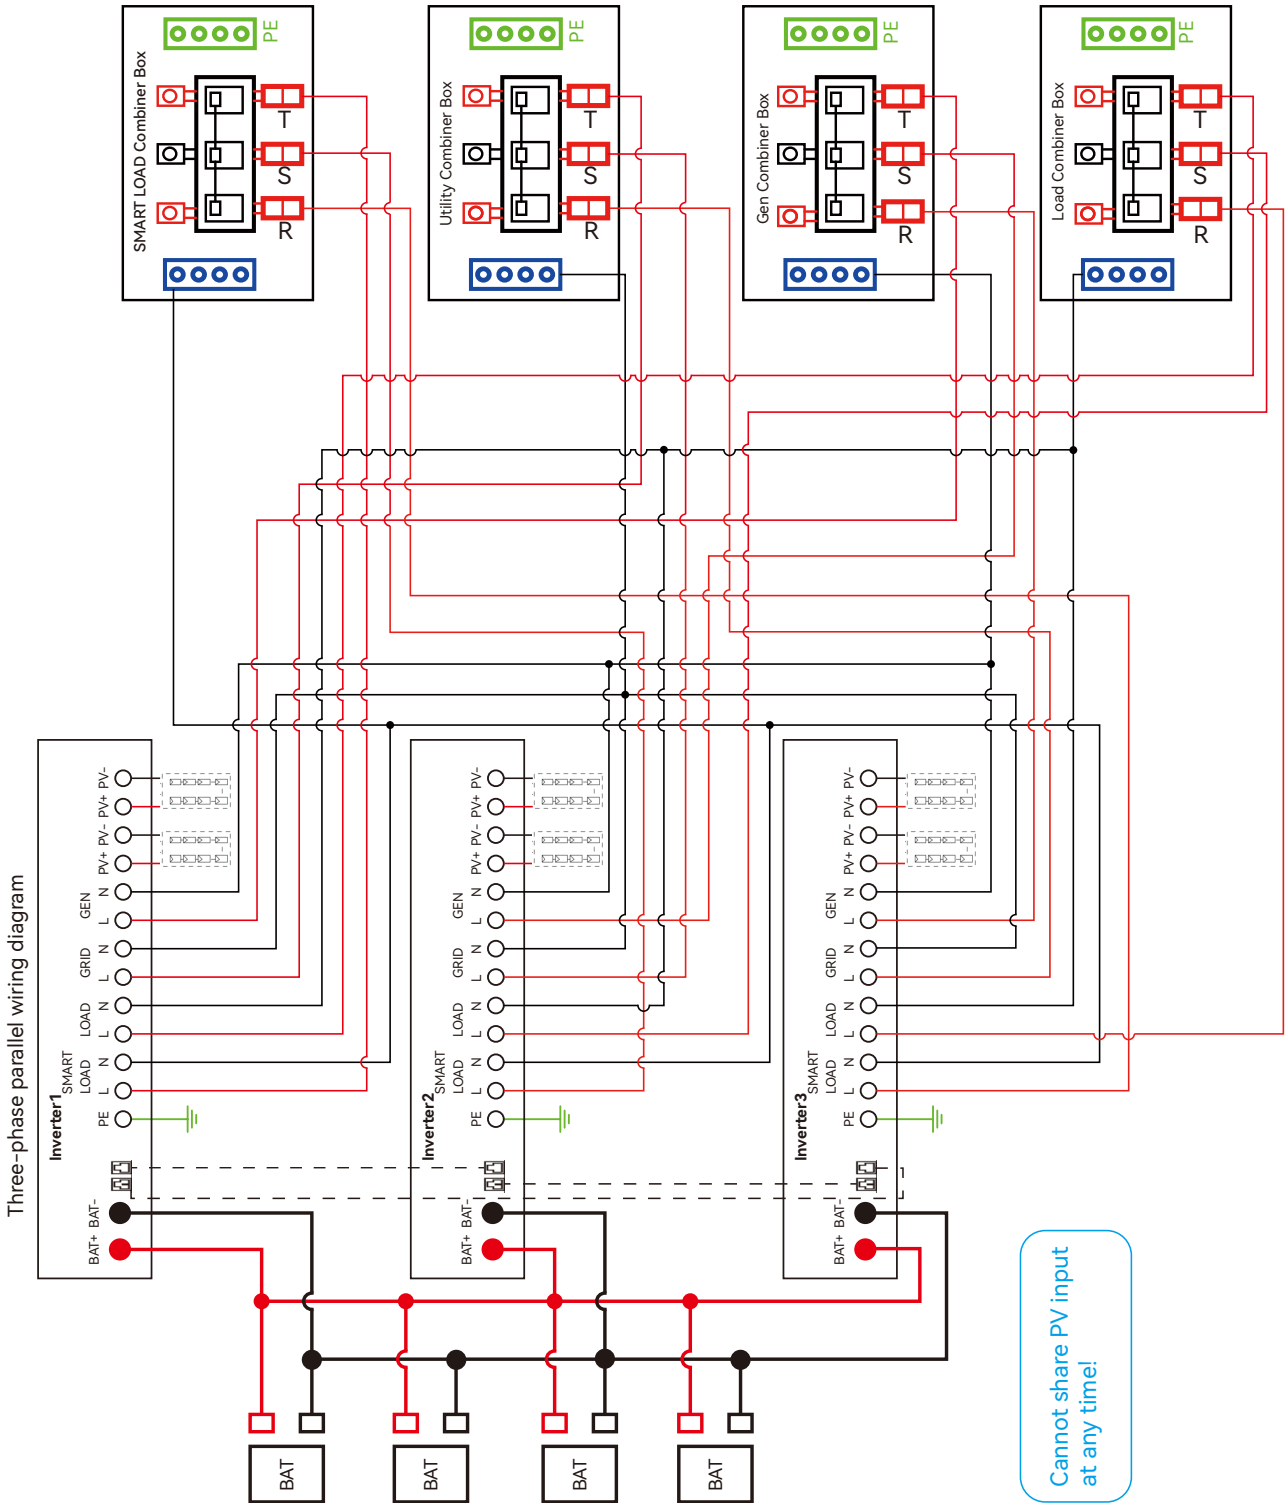 Three-phase parallel wiring diagram
SMART LOAD Combiner Box
PE
T
S
R
Utility Combiner Box
PE
T
S
R
Gen Combiner Box
PE
T
S
R
Load Combiner Box
PE
T
S
R
Inverter1
PV-
PV+
PV-
PV+
GEN
N
L
GRID
N
L
LOAD
N
L
SMART
LOAD
N
L
PE
BAT-
BAT+
Inverter2
PV-
PV+
PV-
PV+
GEN
N
L
GRID
N
L
LOAD
N
L
SMART
LOAD
N
L
PE
BAT-
BAT+
Inverter3
PV-
PV+
PV-
PV+
GEN
N
L
GRID
N
L
LOAD
N
L
SMART
LOAD
N
L
PE
BAT-
BAT+
BAT
BAT
BAT
BAT
Cannot share PV input
at any time!